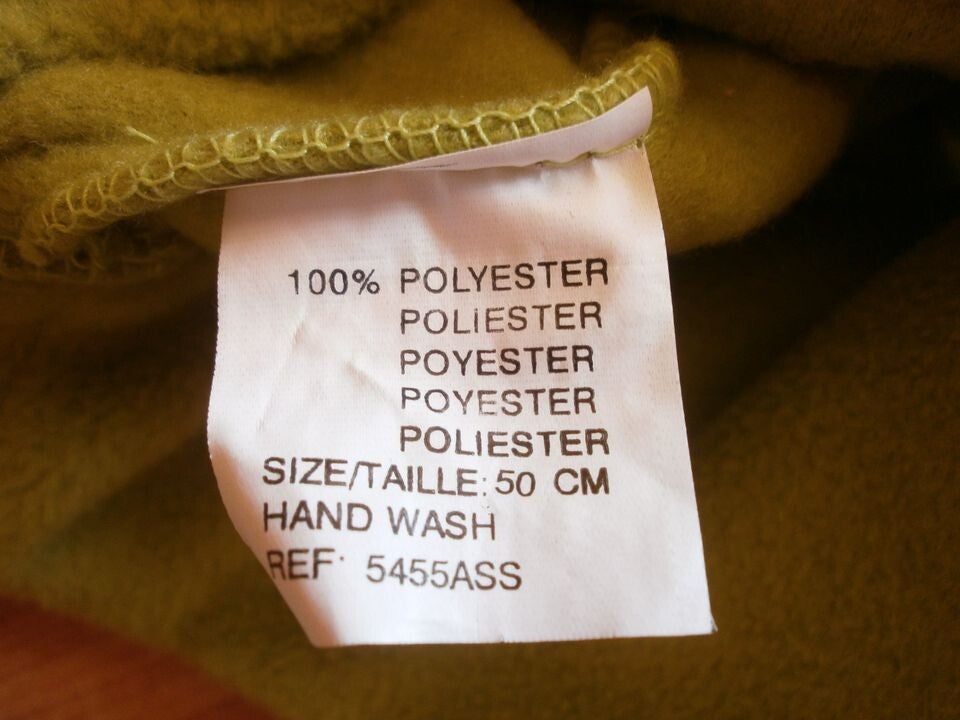 100% POLYESTER
POLIESTER
POYESTER
POYESTER
POLIESTER
SIZE/TAILLE: 50 CM
HAND WASH
REF: 5455ASS